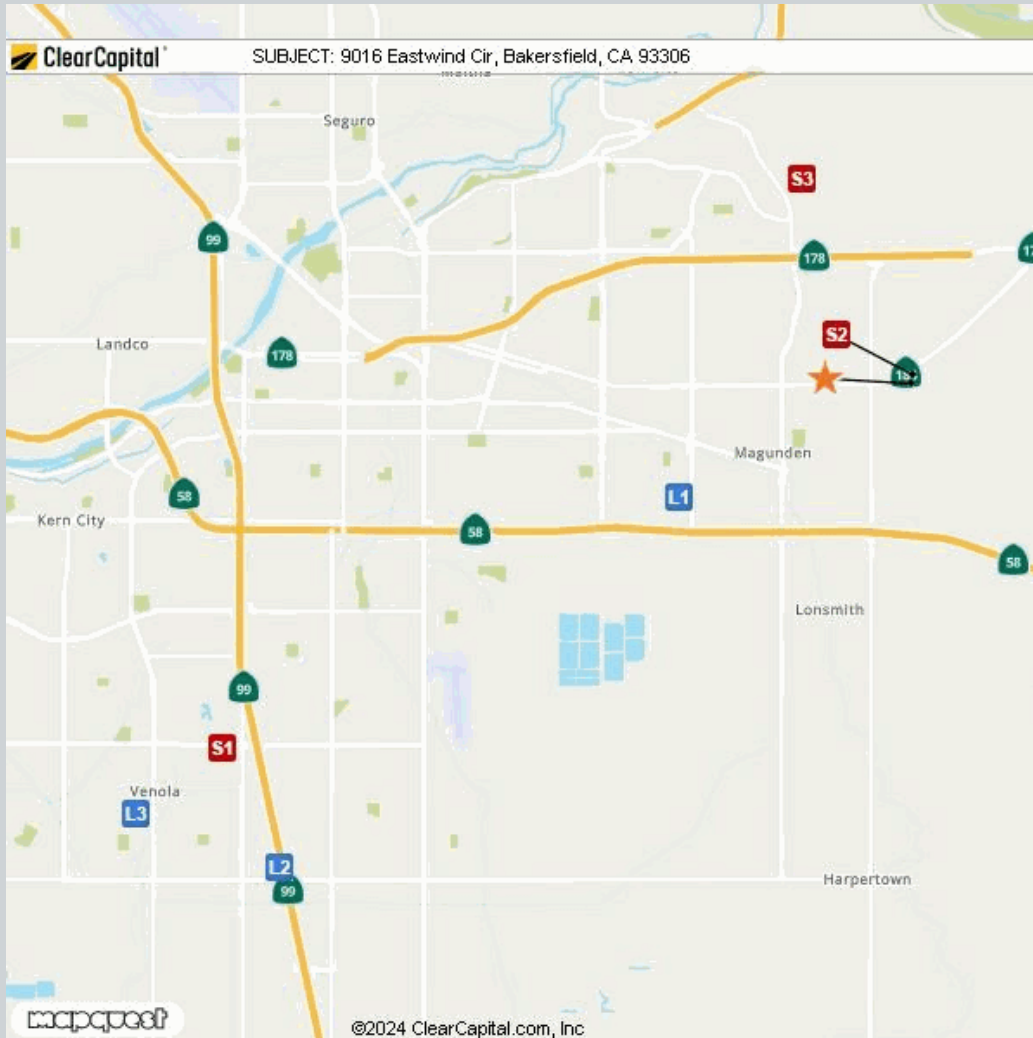 ClearCapital
SUBJECT: 9016 Eastwind Cir, Bakersfield, CA 93306
Seguro
S3
99
178
S2
Landco
178
Magunden
58
L1
Kern City
58
58
Lonsmith
99
S1
Venola
L3
L2
99
Harpertown
mapquest
©2024 ClearCapital.com, Inc